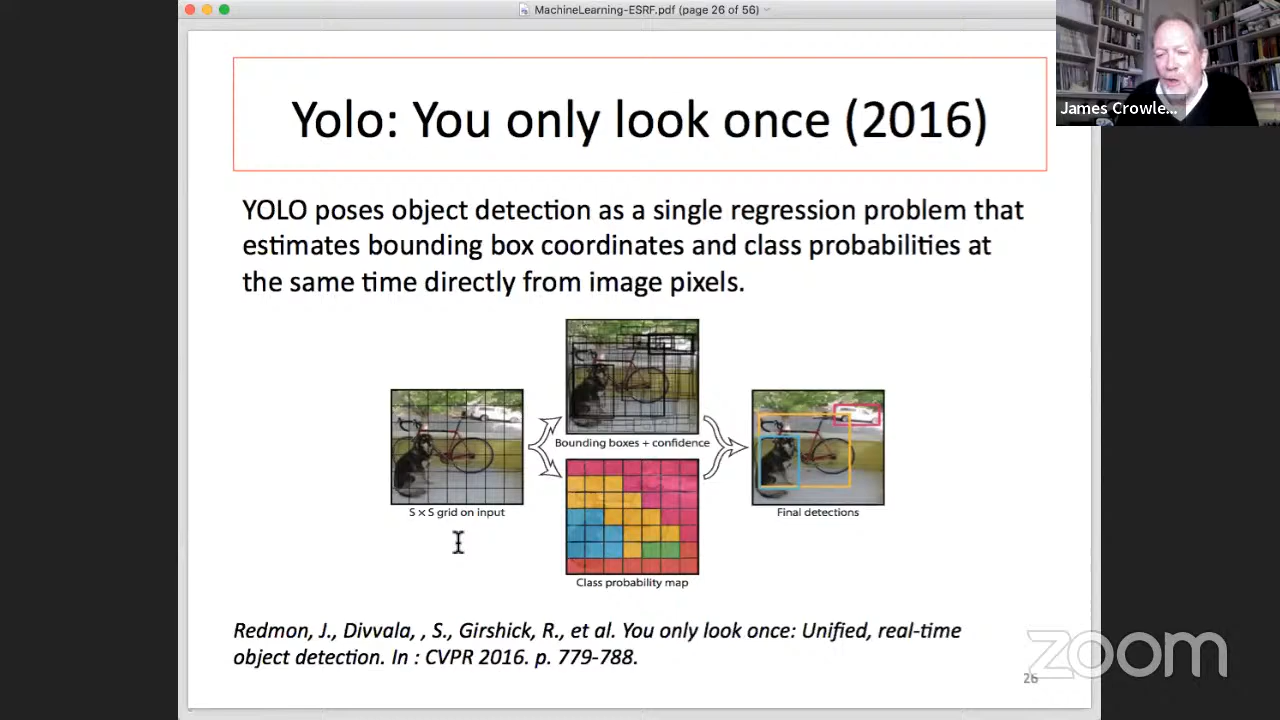 MachineLearning-ESRF.pdf (page 26 of 56)
James Crowle...
Yolo: You only look once (2016)
YOLO poses object detection as a single regression problem that
estimates bounding box coordinates and class probabilities at
the same time directly from image pixels.
Bounding boxes + confidence
S × S grid on input
Final detections
Class probability map
Redmon, J., Divvala, , S., Girshick, R., et al. You only look once: Unified, real-time
object detection. In : CVPR 2016. p. 779-788.
zoom
26